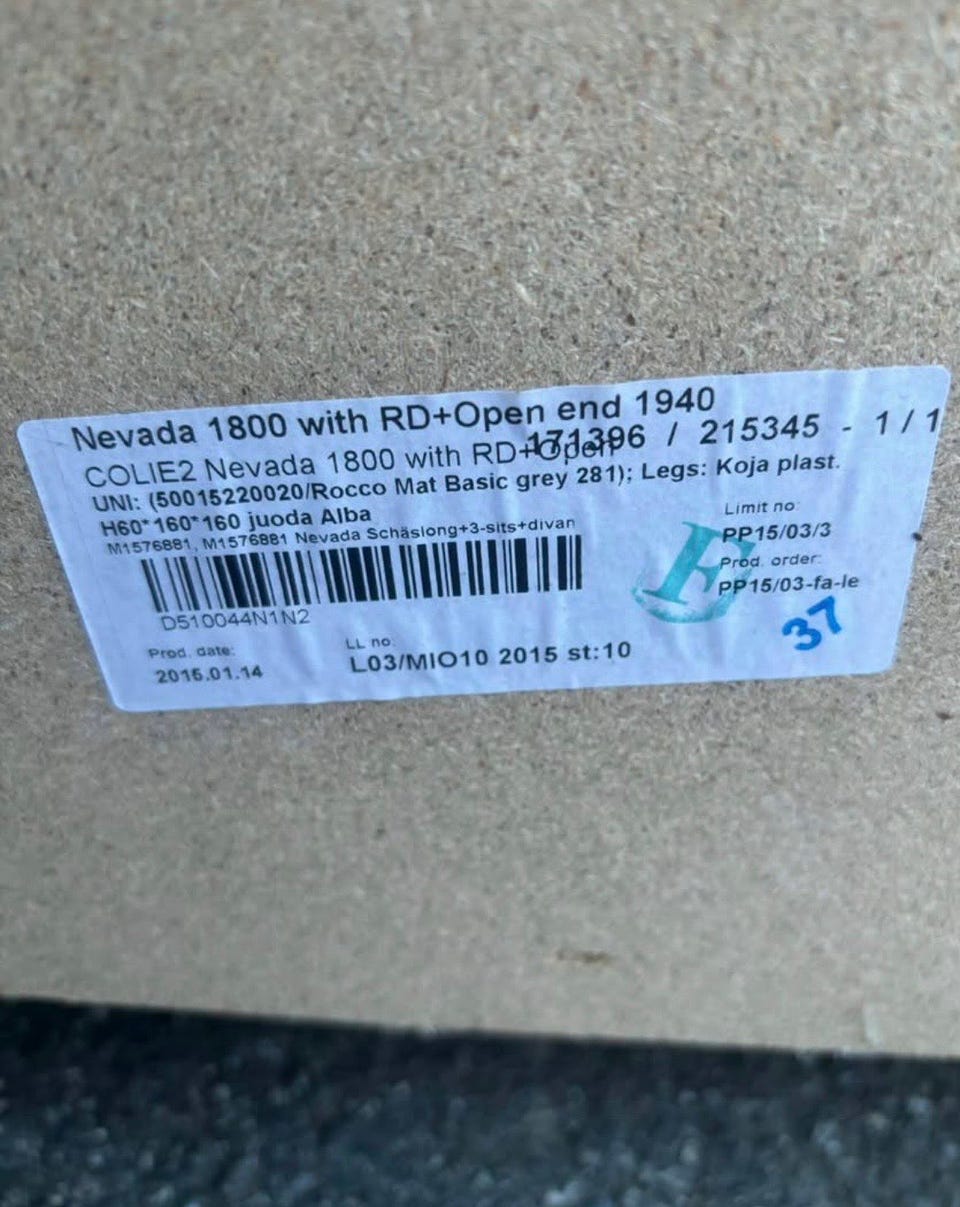 Nevada 1800 with RD+Open end 1940
171396 / 215345 - 1 / 1
COLIE2 Nevada 1800 with RD+Open
UNI: (50015220020/Rocco Mat Basic grey 281); Legs: Koja plast.
H60*160*160 juoda Alba
M1576881, M1576881 Nevada Schäslong+3-sits+divan
D510044N1N2
Limit no:
PP15/03/3
Prod. order:
PP15/03-fa-le
F
37
Prod. date:
2015.01.14
LL no:
L03/MIO10 2015 st:10